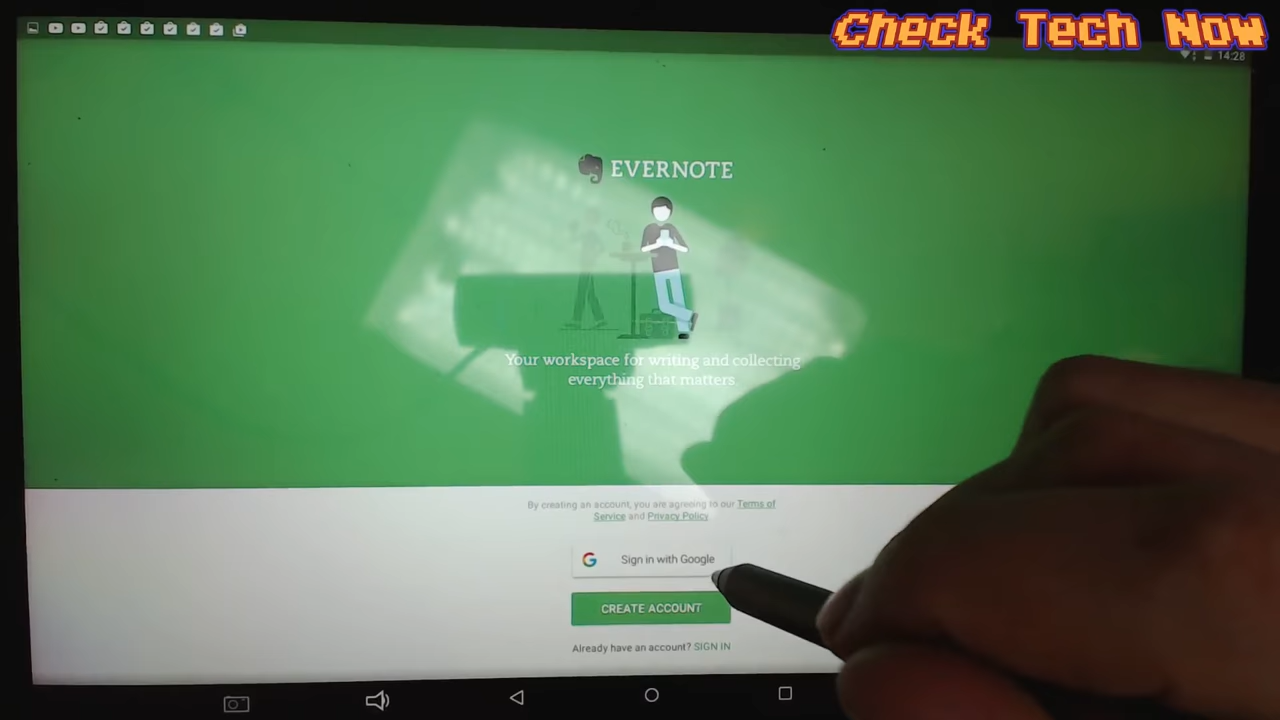 Check Tech Now
14:28
EVERNOTE
Your workspace for writing and collecting
everything that matters.
By creating an account, you are agreeing to our Terms of
Service and Privacy Policy
G Sign in with Google
CREATE ACCOUNT
Already have an account? SIGN IN